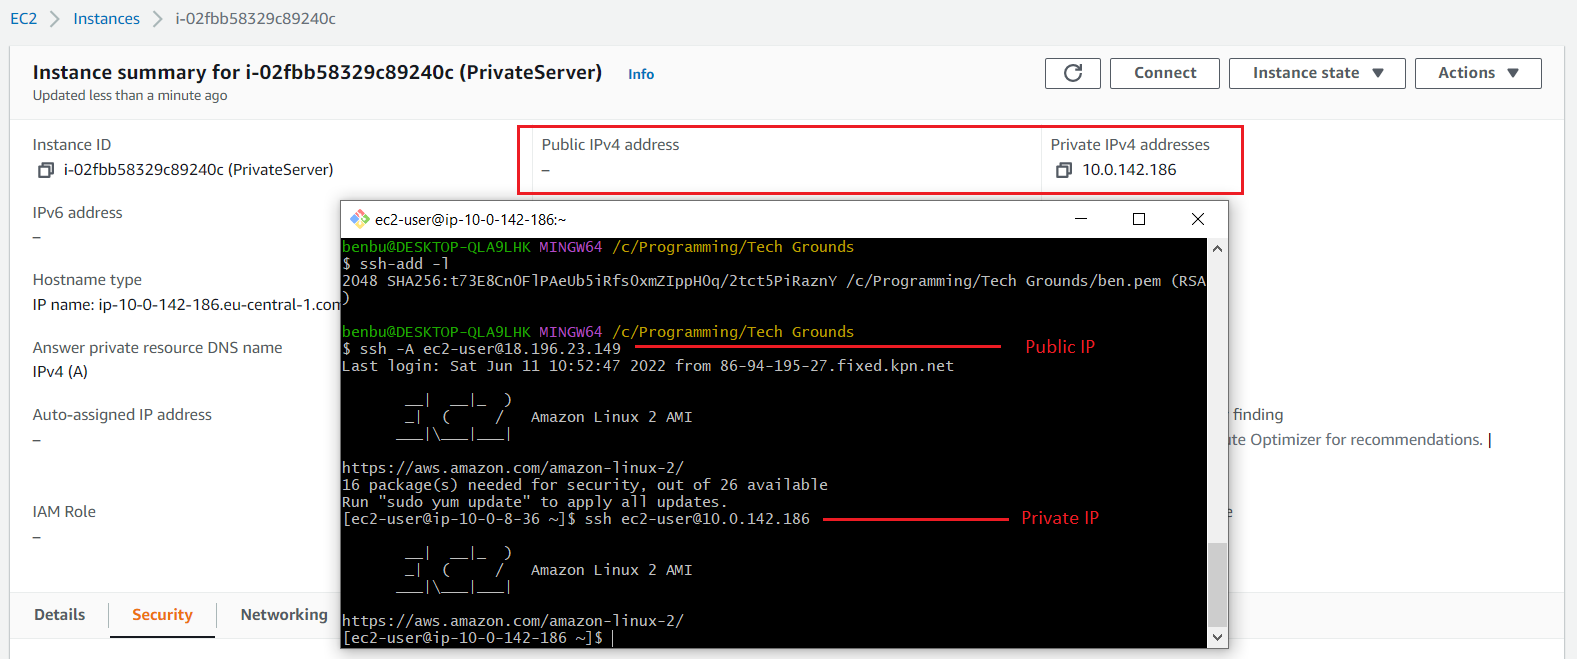 EC2 > Instances > i-02fbb58329c89240c
Instance summary for i-02fbb58329c89240c (PrivateServer) Info
Updated less than a minute ago
Connect Instance state Actions
Instance ID
i-02fbb58329c89240c (PrivateServer)
Public IPv4 address
–
Private IPv4 addresses
10.0.142.186
IPv6 address
–
Hostname type
IP name: ip-10-0-142-186.eu-central-1.con
Answer private resource DNS name
IPv4 (A)
Auto-assigned IP address
–
IAM Role
–
finding
Optimizer for recommendations. |
Details Security Networking
ec2-user@ip-10-0-142-186:~
benbu@DESKTOP-QLA9LHK MINGW64 /c/Programming/Tech Grounds
$ ssh-add -l
2048 SHA256:t73E8CnOFlPAeUb5iRfsOxmZIppHOq/2tct5PiRaznY /c/Programming/Tech Grounds/ben.pem (RSA
)
benbu@DESKTOP-QLA9LHK MINGW64 /c/Programming/Tech Grounds
$ ssh -A ec2-user@18.196.23.149
Public IP
Last login: Sat Jun 11 10:52:47 2022 from 86-94-195-27.fixed.kpn.net
__| __|_ )
_| ( / Amazon Linux 2 AMI
___|\___|___|
https://aws.amazon.com/amazon-linux-2/
16 package(s) needed for security, out of 26 available
Run "sudo yum update" to apply all updates.
[ec2-user@ip-10-0-8-36 ~]$ ssh ec2-user@10.0.142.186
Private IP
__| __|_ )
_| ( / Amazon Linux 2 AMI
___|\___|___|
https://aws.amazon.com/amazon-linux-2/
[ec2-user@ip-10-0-142-186 ~]$